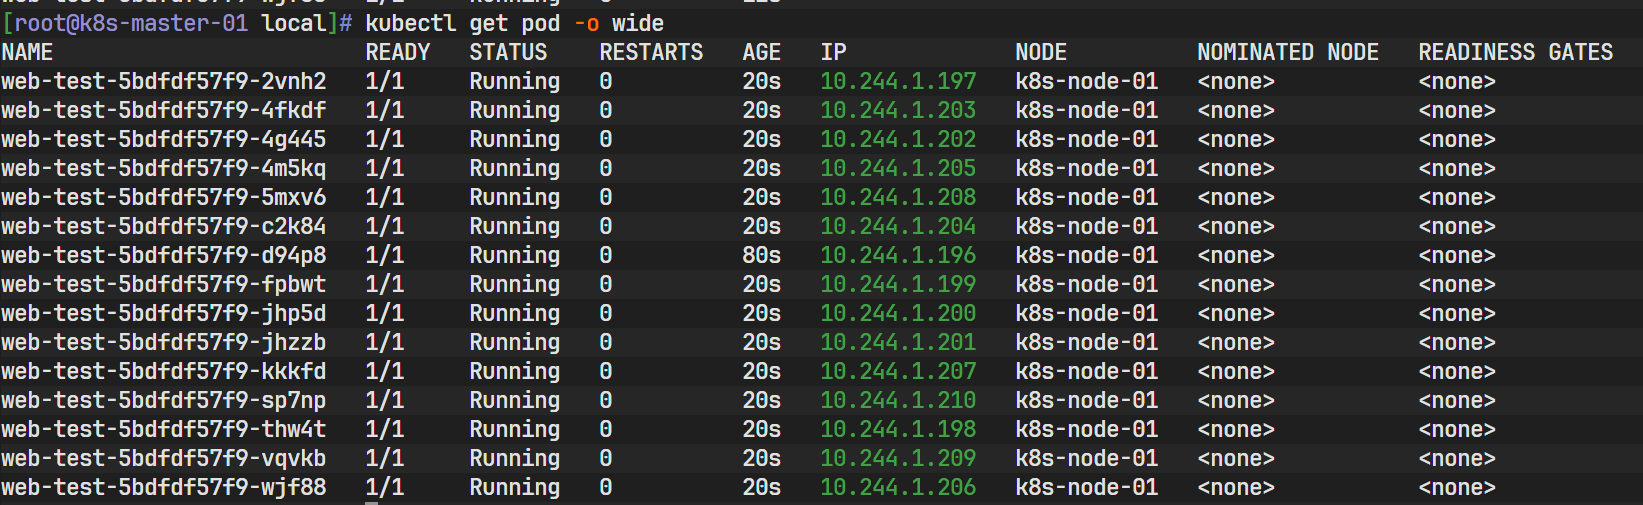 [root@k8s-master-01 local]# kubectl get pod -o wide
NAME READY STATUS RESTARTS AGE IP NODE NOMINATED NODE READINESS GATES
web-test-5bdfdf57f9-2vnh2 1/1 Running 0 20s 10.244.1.197 k8s-node-01 <none> <none>
web-test-5bdfdf57f9-4fkdf 1/1 Running 0 20s 10.244.1.203 k8s-node-01 <none> <none>
web-test-5bdfdf57f9-4g445 1/1 Running 0 20s 10.244.1.202 k8s-node-01 <none> <none>
web-test-5bdfdf57f9-4m5kq 1/1 Running 0 20s 10.244.1.205 k8s-node-01 <none> <none>
web-test-5bdfdf57f9-5mxv6 1/1 Running 0 20s 10.244.1.208 k8s-node-01 <none> <none>
web-test-5bdfdf57f9-c2k84 1/1 Running 0 20s 10.244.1.204 k8s-node-01 <none> <none>
web-test-5bdfdf57f9-d94p8 1/1 Running 0 80s 10.244.1.196 k8s-node-01 <none> <none>
web-test-5bdfdf57f9-fpbwt 1/1 Running 0 20s 10.244.1.199 k8s-node-01 <none> <none>
web-test-5bdfdf57f9-jhp5d 1/1 Running 0 20s 10.244.1.200 k8s-node-01 <none> <none>
web-test-5bdfdf57f9-jhzzb 1/1 Running 0 20s 10.244.1.201 k8s-node-01 <none> <none>
web-test-5bdfdf57f9-kkkfd 1/1 Running 0 20s 10.244.1.207 k8s-node-01 <none> <none>
web-test-5bdfdf57f9-sp7np 1/1 Running 0 20s 10.244.1.210 k8s-node-01 <none> <none>
web-test-5bdfdf57f9-thw4t 1/1 Running 0 20s 10.244.1.198 k8s-node-01 <none> <none>
web-test-5bdfdf57f9-vqvkb 1/1 Running 0 20s 10.244.1.209 k8s-node-01 <none> <none>
web-test-5bdfdf57f9-wjf88 1/1 Running 0 20s 10.244.1.206 k8s-node-01 <none> <none>